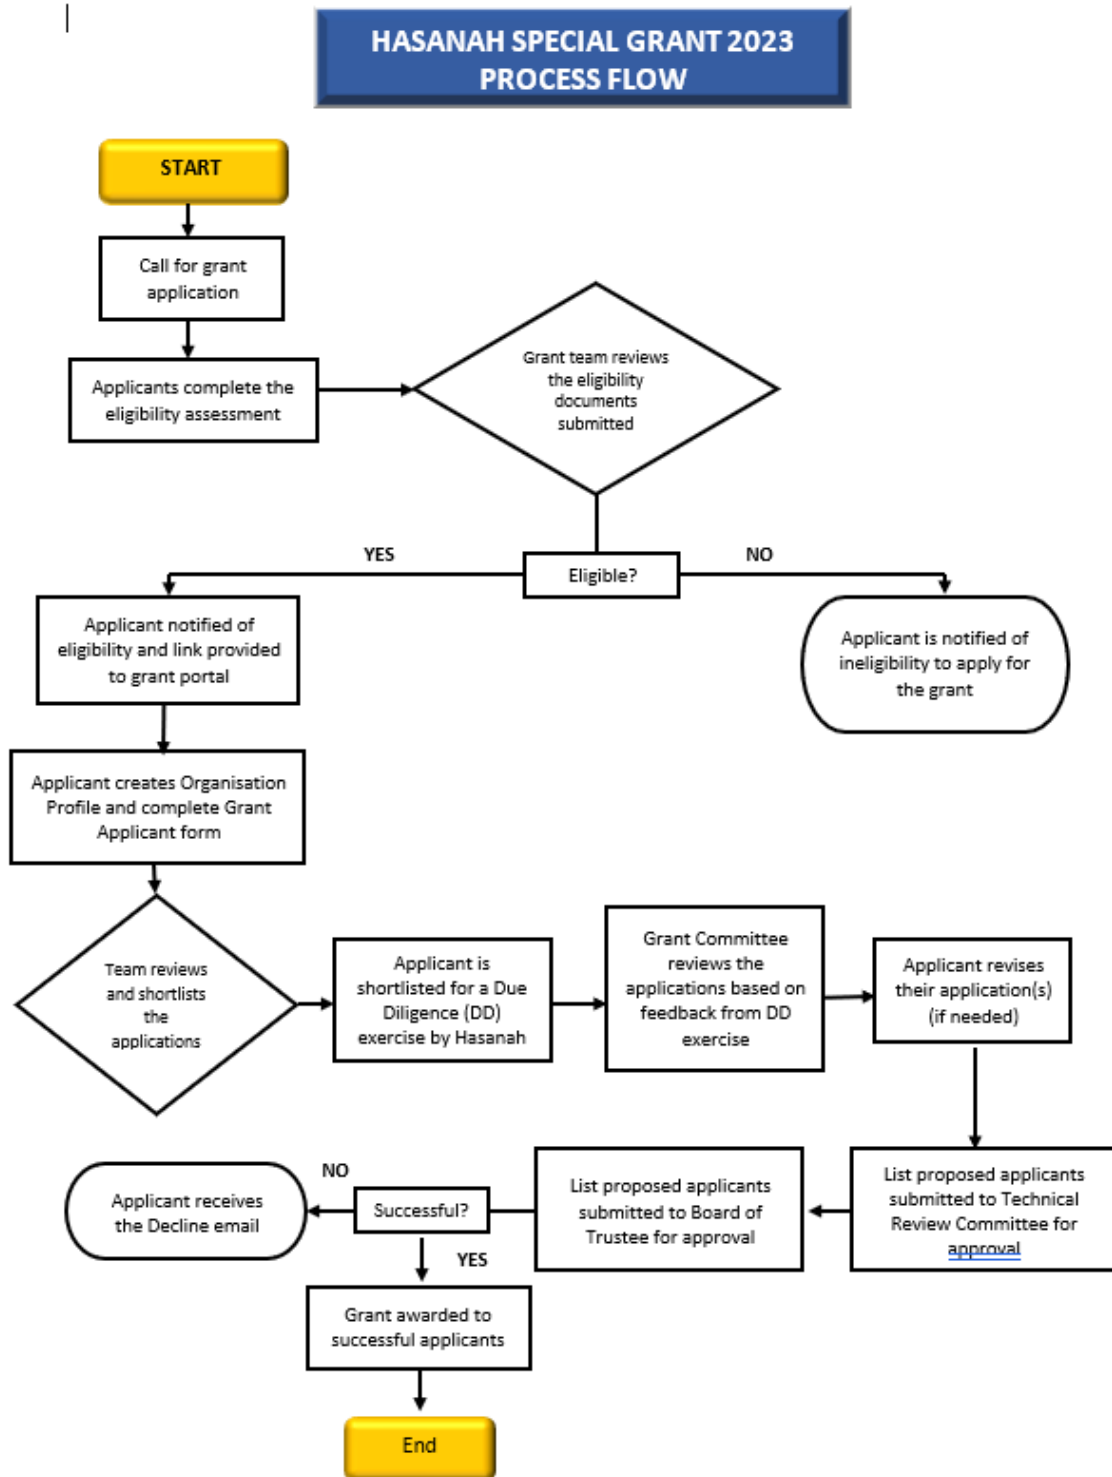 HASANAH SPECIAL GRANT 2023
PROCESS FLOW
START
Call for grant
application
Applicants complete the
eligibility assessment
Grant team reviews
the eligibility
documents
submitted
YES
Eligible?
NO
Applicant notified of
eligibility and link provided
to grant portal
Applicant is notified of
ineligibility to apply for
the grant
Applicant creates Organisation
Profile and complete Grant
Applicant form
Team reviews
and shortlists
the
applications
Applicant is
shortlisted for a Due
Diligence (DD)
exercise by Hasanah
Grant Committee
reviews the
applications based on
feedback from DD
exercise
Applicant revises
their application(s)
(if needed)
List proposed applicants
submitted to Technical
Review Committee for
approval
List proposed applicants
submitted to Board of
Trustee for approval
Successful?
NO
Applicant receives
the Decline email
YES
Grant awarded to
successful applicants
End